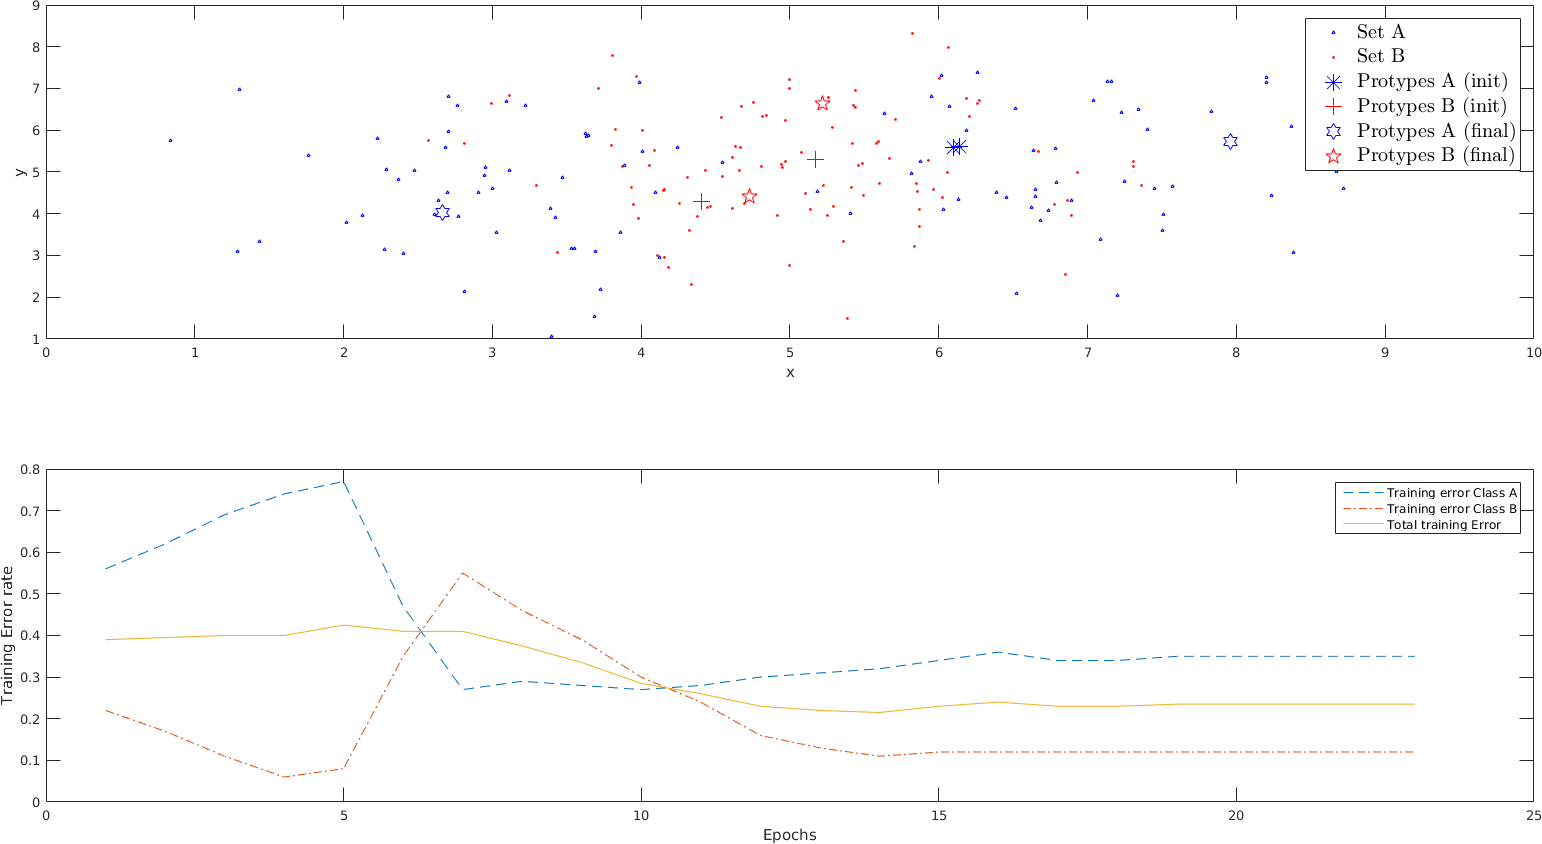 9
8
7
6
5
4
3
2
1
y
0 1 2 3 4 5 6 7 8 9 10
x
Set A
Set B
Protypes A (init)
Protypes B (init)
Protypes A (final)
Protypes B (final)
0.8
0.7
0.6
0.5
0.4
0.3
0.2
0.1
0
Training Error rate
0 5 10 15 20 25
Epochs
Training error Class A
Training error Class B
Total training Error